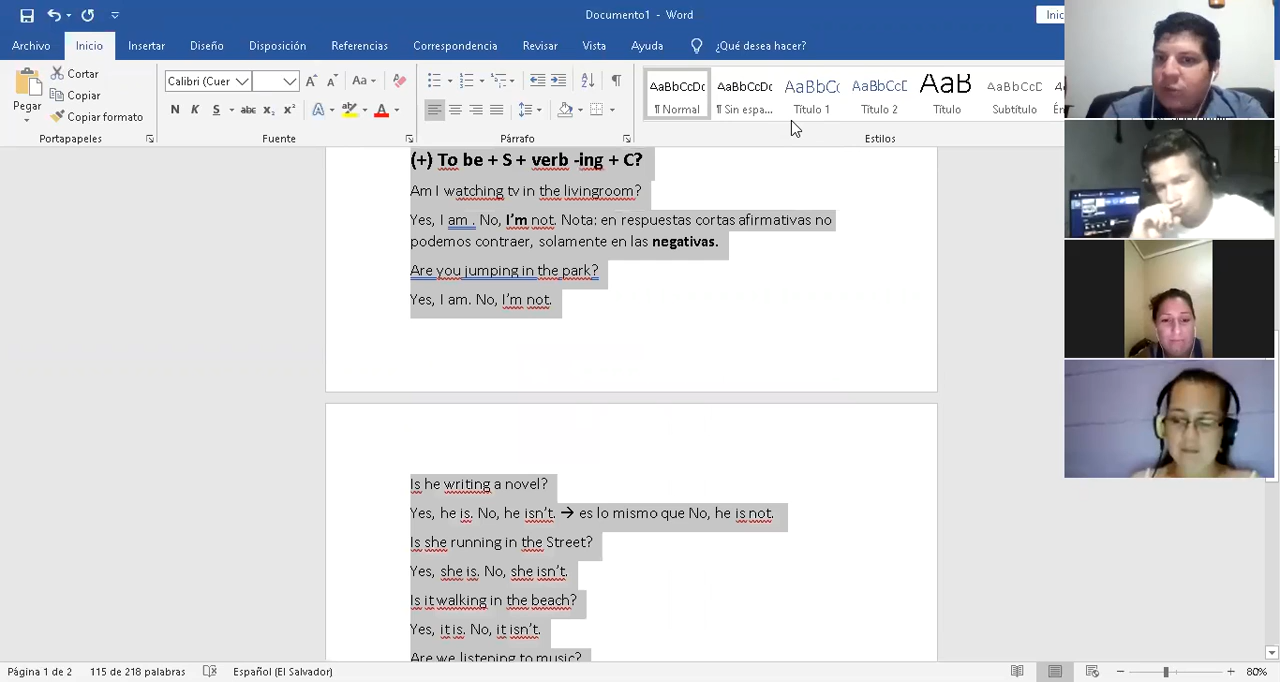 Documento1 - Word
Inic
Archivo Inicio Insertar Diseño Disposición Referencias Correspondencia Revisar Vista Ayuda ¿Qué desea hacer?
Pegar
Cortar
Copiar
Copiar formato
Portapapeles
Calibri (Cuer
Aa
N K S abc x₂ x²
Fuente
Párrafo
AaBbCcDc AaBbCcDc AaBbCc AaBbCcD AaB AaBbCcD
¶ Normal ¶ Sin espa... Título 1 Título 2 Título Subtítulo
Estilos
(+) To be + S + verb -ing + C?
Am I watching tv in the livingroom?
Yes, I am . No, I'm not. Nota: en respuestas cortas afirmativas no
podemos contraer, solamente en las negativas.
Are you jumping in the park?
Yes, I am. No, I'm not.
Is he writing a novel?
Yes, he is. No, he isn't. → es lo mismo que No, he is not.
Is she running in the Street?
Yes, she is. No, she isn't.
Is it walking in the beach?
Yes, it is. No, it isn't.
Are we listening to music?
Página 1 de 2 115 de 218 palabras Español (El Salvador) 80%